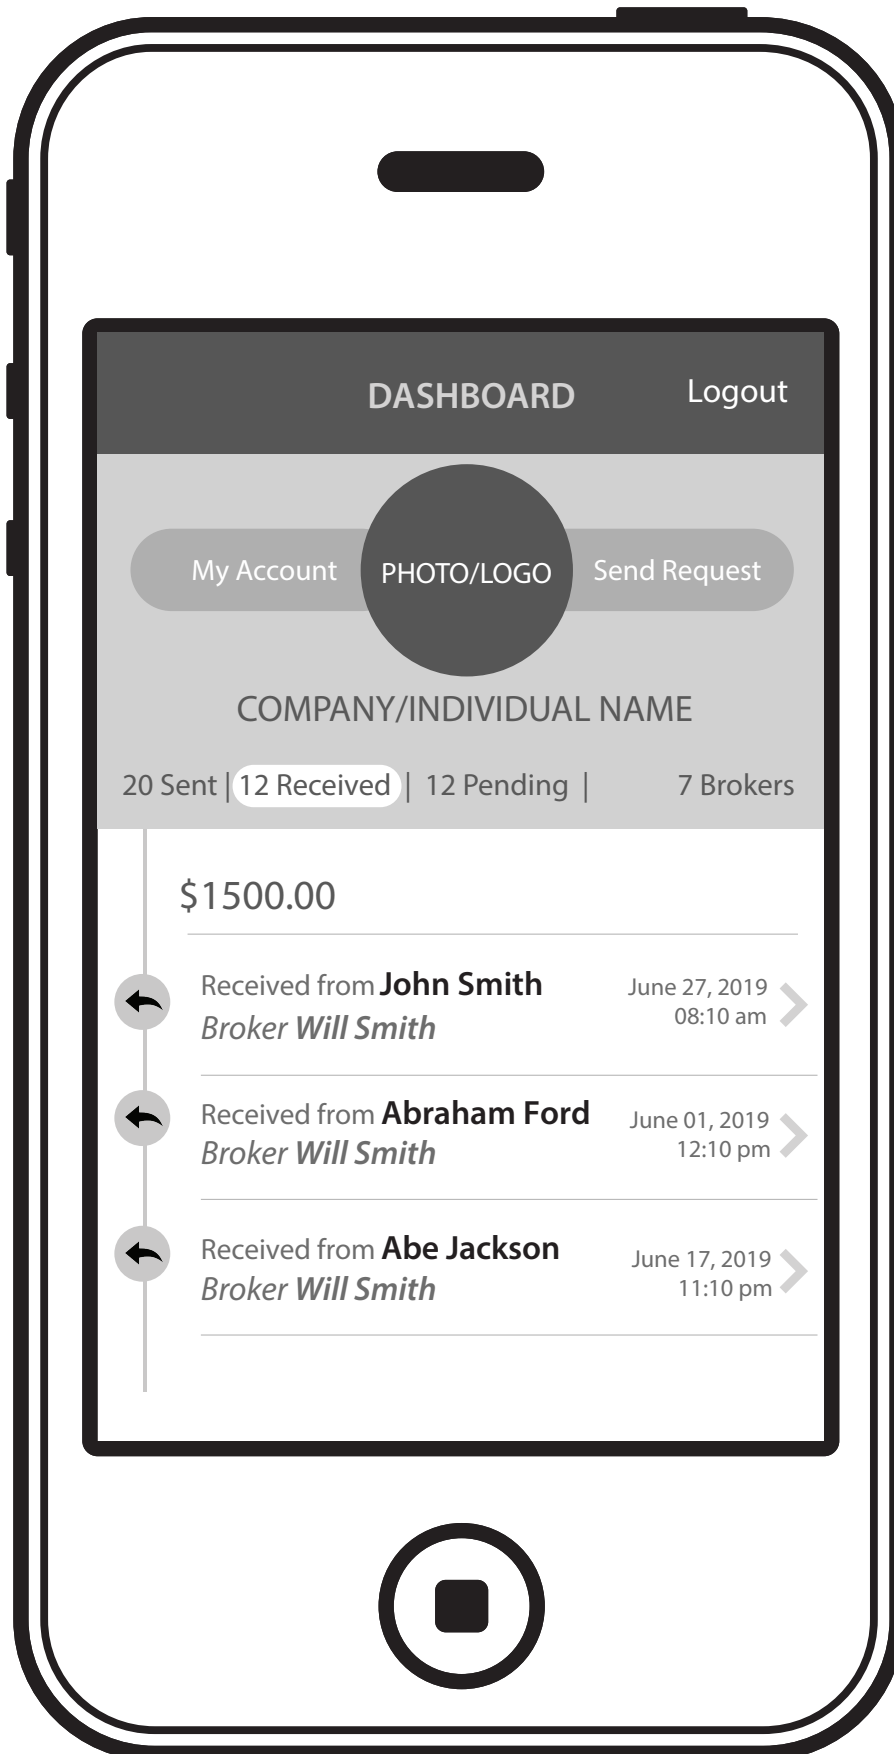 DASHBOARD Logout
My Account PHOTO/LOGO Send Request
COMPANY/INDIVIDUAL NAME
20 Sent | 12 Received | 12 Pending | 7 Brokers
$1500.00
Received from John Smith June 27, 2019
Broker Will Smith 08:10 am
Received from Abraham Ford June 01, 2019
Broker Will Smith 12:10 pm
Received from Abe Jackson June 17, 2019
Broker Will Smith 11:10 pm